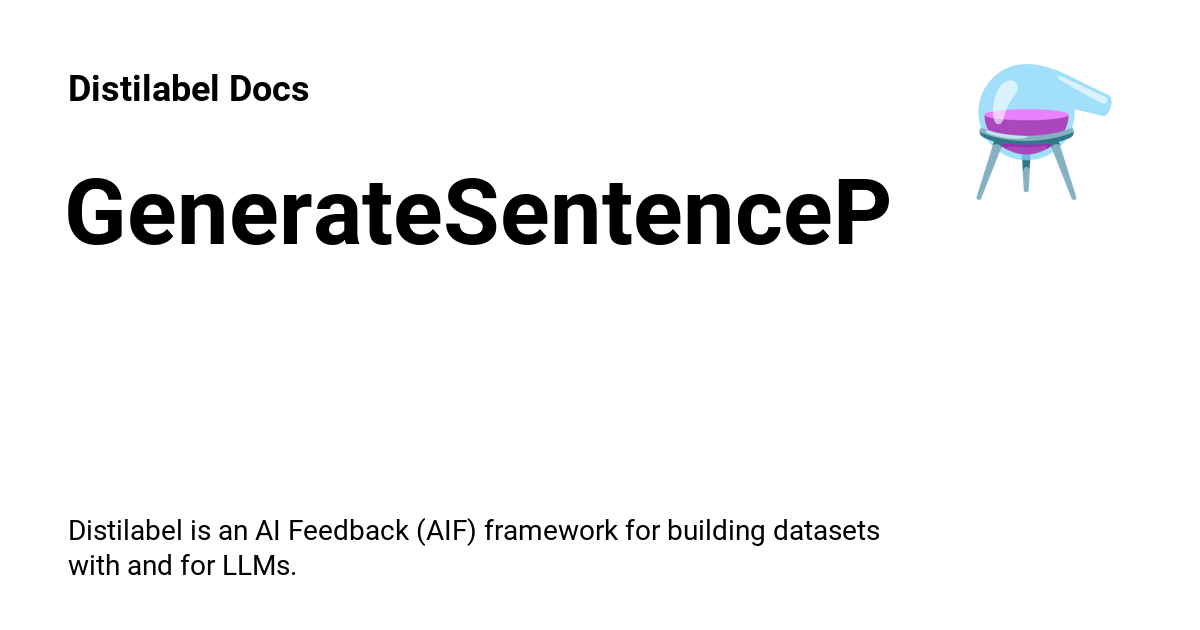 Distilabel Docs
GenerateSentenceP
Distilabel is an AI Feedback (AIF) framework for building datasets
with and for LLMs.